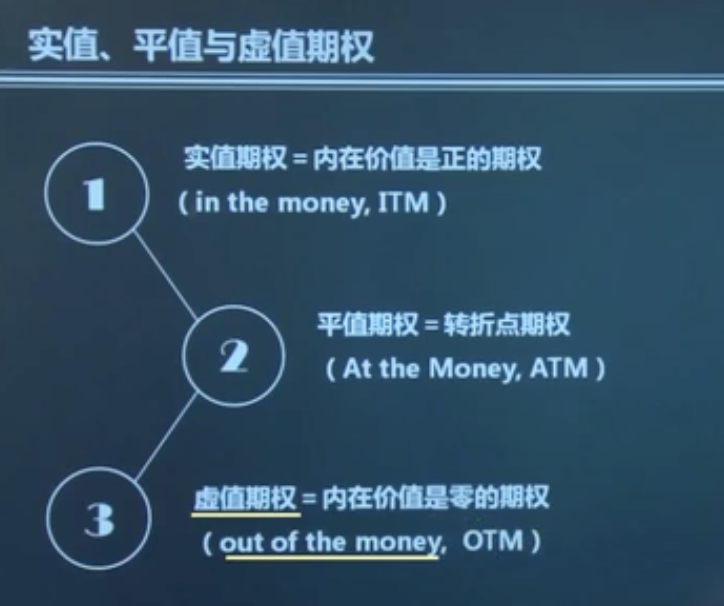 实值、平值与虚值期权
1
实值期权=内在价值是正的期权
(in the money, ITM)
2
平值期权=转折点期权
(At the Money, ATM)
3
虚值期权=内在价值是零的期权
(out of the money, OTM)